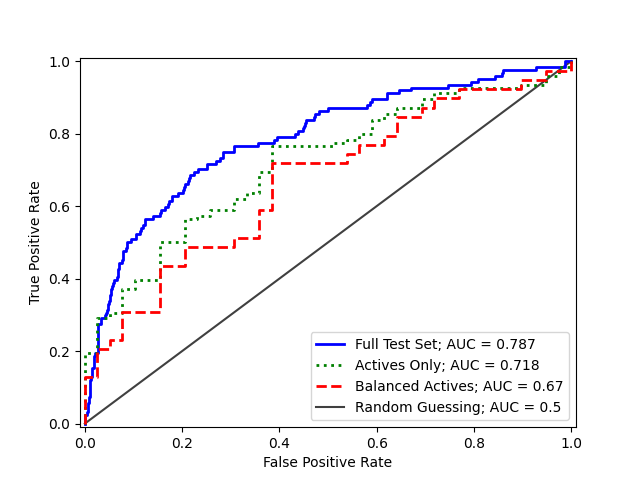 1.0
0.8
0.6
0.4
0.2
0.0
True Positive Rate
Full Test Set; AUC = 0.787
Actives Only; AUC = 0.718
Balanced Actives; AUC = 0.67
Random Guessing; AUC = 0.5
0.0 0.2 0.4 0.6 0.8 1.0
False Positive Rate